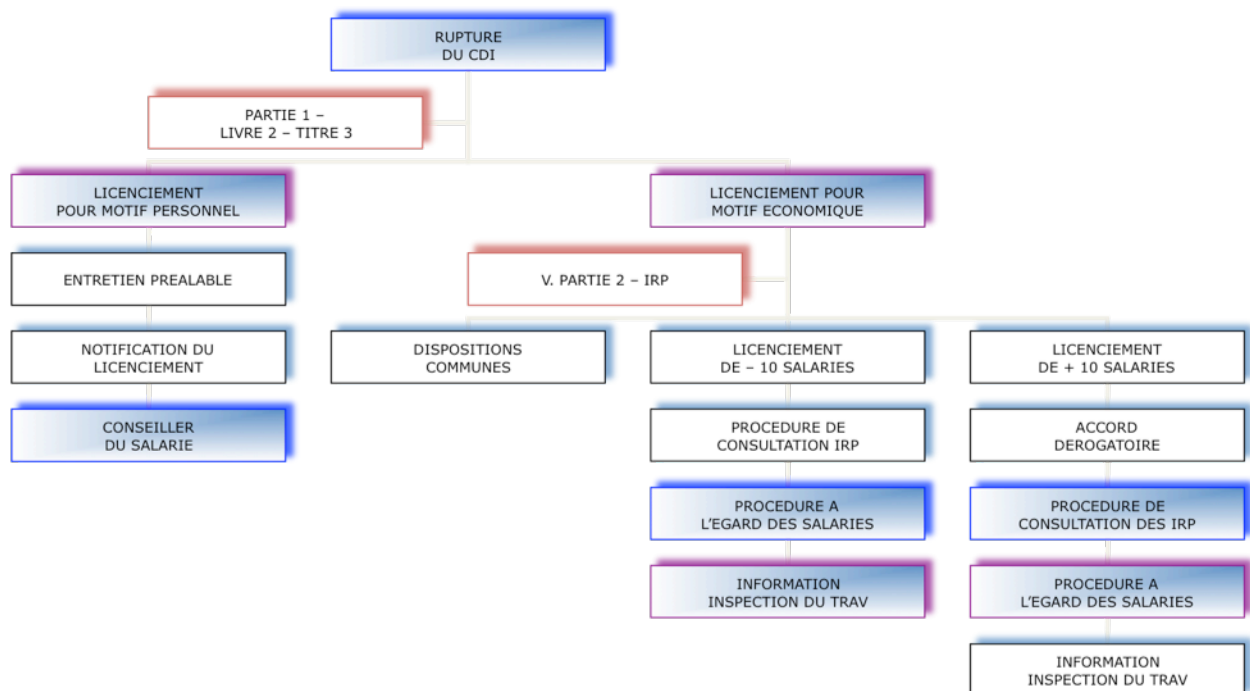 RUPTURE
DU CDI
PARTIE 1 –
LIVRE 2 – TITRE 3
LICENCIEMENT
POUR MOTIF PERSONNEL
LICENCIEMENT POUR
MOTIF ECONOMIQUE
ENTRETIEN PREALABLE
V. PARTIE 2 – IRP
NOTIFICATION DU
LICENCIEMENT
DISPOSITIONS
COMMUNES
LICENCIEMENT
DE – 10 SALARIES
LICENCIEMENT
DE + 10 SALARIES
CONSEILLER
DU SALARIE
PROCEDURE DE
CONSULTATION IRP
ACCORD
DEROGATOIRE
PROCEDURE A
L'EGARD DES SALARIES
PROCEDURE DE
CONSULTATION DES IRP
INFORMATION
INSPECTION DU TRAV
PROCEDURE A
L'EGARD DES SALARIES
INFORMATION
INSPECTION DU TRAV